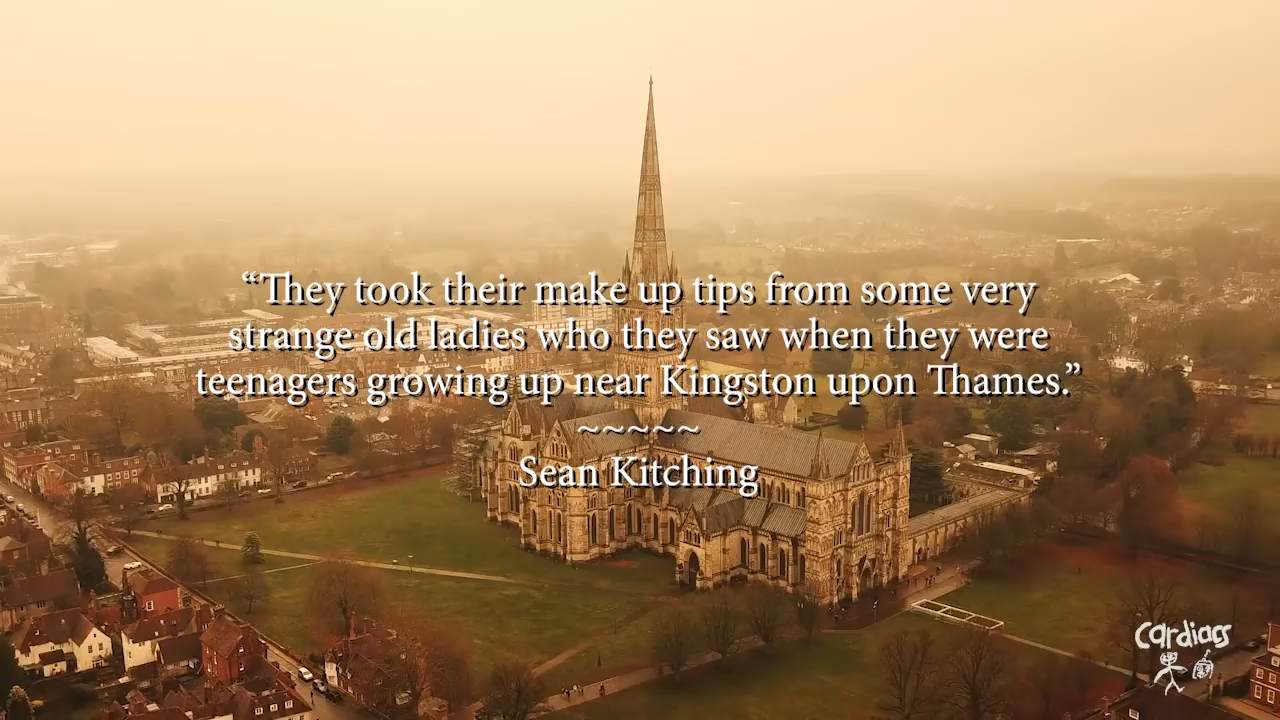 “They took their make up tips from some very
strange old ladies who they saw when they were
teenagers growing up near Kingston upon Thames.”
~~~~~
Sean Kitching
Cardiacs